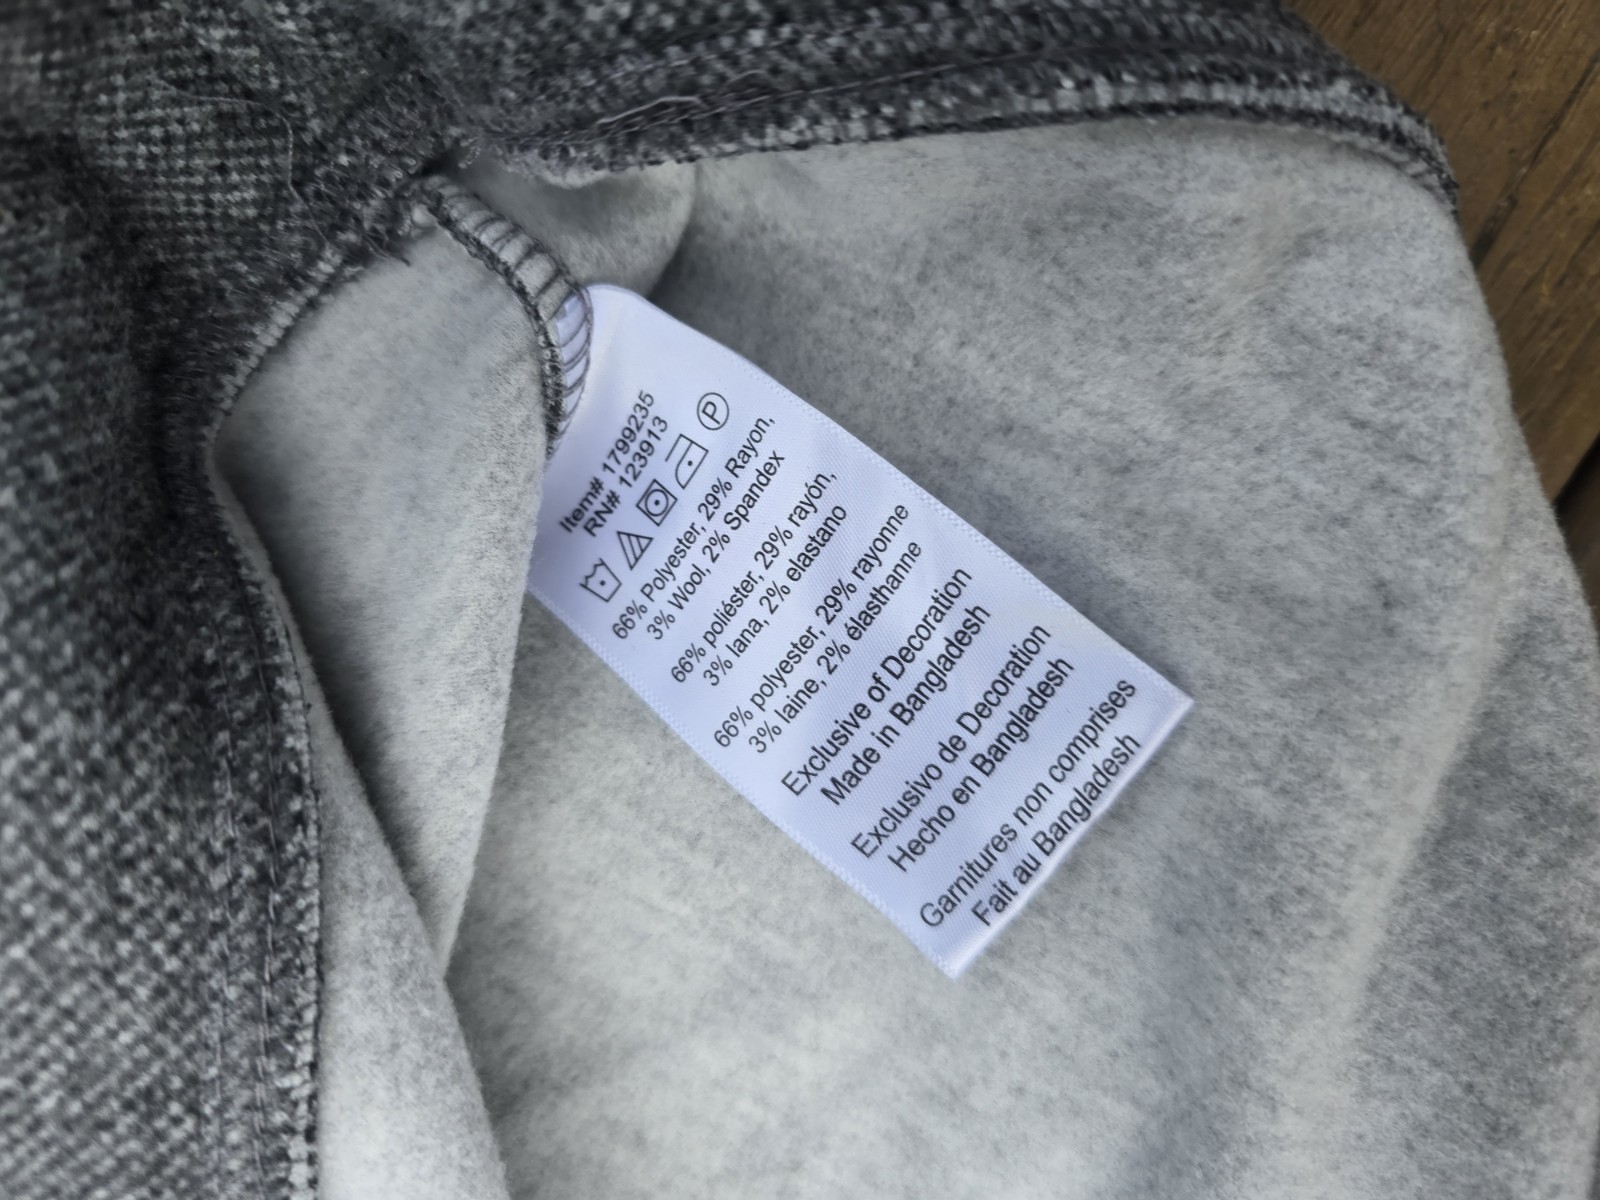 Item# 1799235
RN# 123913
P
66% Polyester, 29% Rayon,
3% Wool, 2% Spandex
66% poliéster, 29% rayón,
3% lana, 2% elastano
66% polyester, 29% rayonne
3% laine, 2% élasthanne
Exclusive of Decoration
Made in Bangladesh
Exclusivo de Decoration
Hecho en Bangladesh
Garnitures non comprises
Fait au Bangladesh